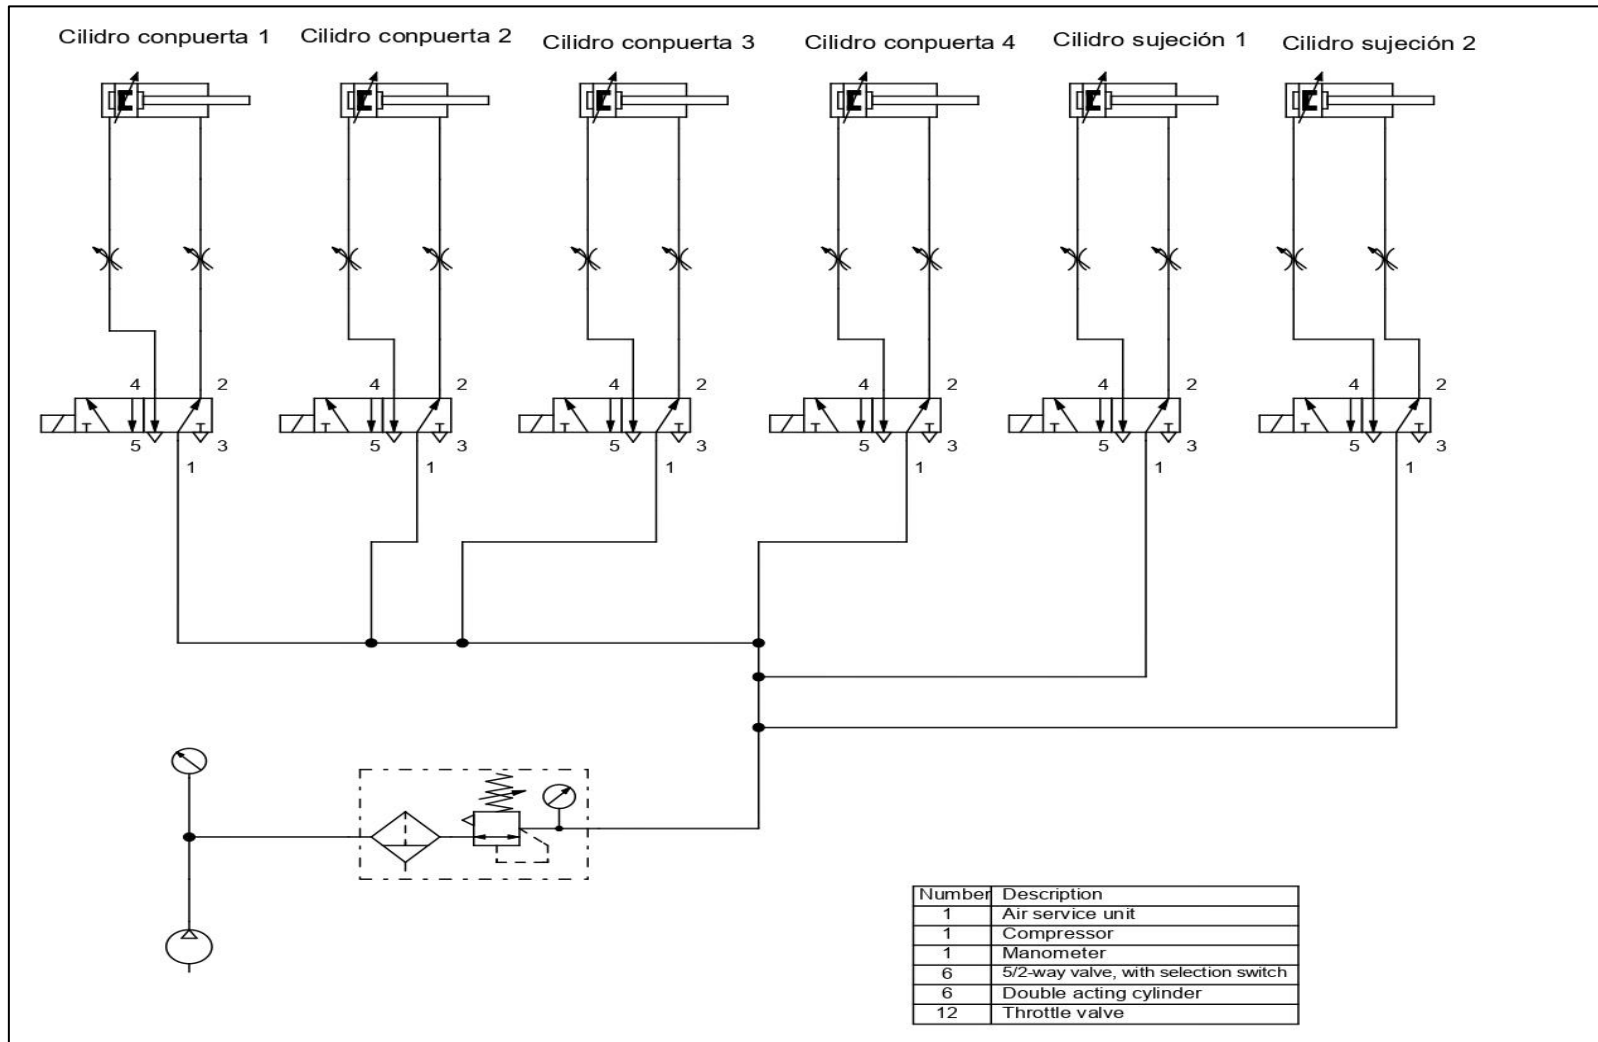 Cilidro conpuerta 1
Cilidro conpuerta 2
Cilidro conpuerta 3
Cilidro conpuerta 4
Cilidro sujeción 1
Cilidro sujeción 2
4 2
5 3
1
4 2
5 3
1
4 2
5 3
1
4 2
5 3
1
4 2
5 3
1
4 2
5 3
1
Number Description
1 Air service unit
1 Compressor
1 Manometer
6 5/2-way valve, with selection switch
6 Double acting cylinder
12 Throttle valve